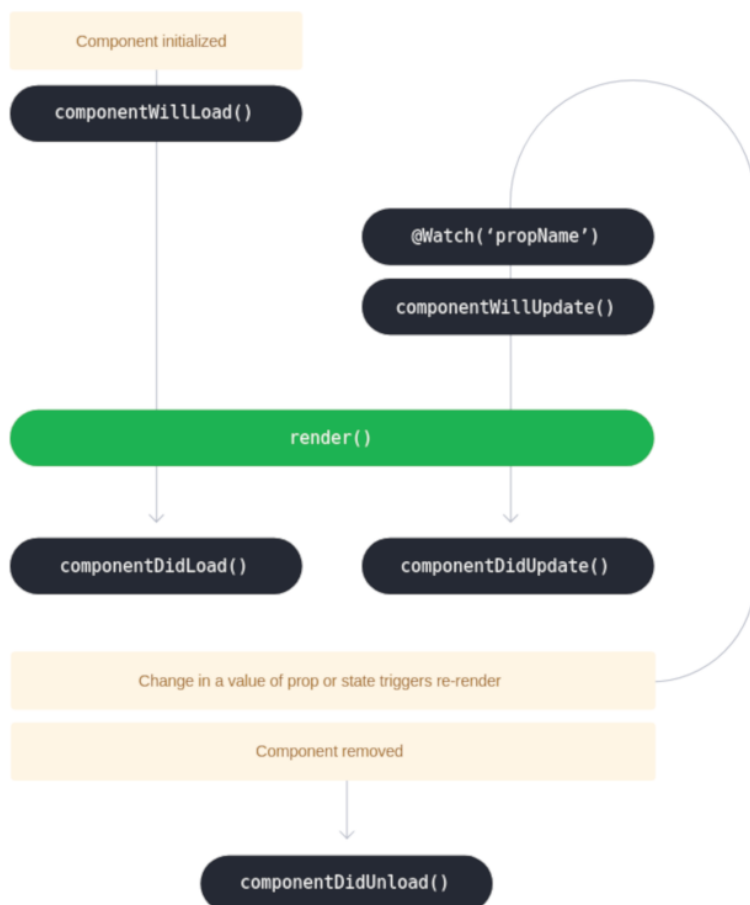 Component initialized
componentWillLoad()
@Watch(‘propName’)
componentWillUpdate()
render()
componentDidLoad()
componentDidUpdate()
Change in a value of prop or state triggers re-render
Component removed
componentDidUnload()